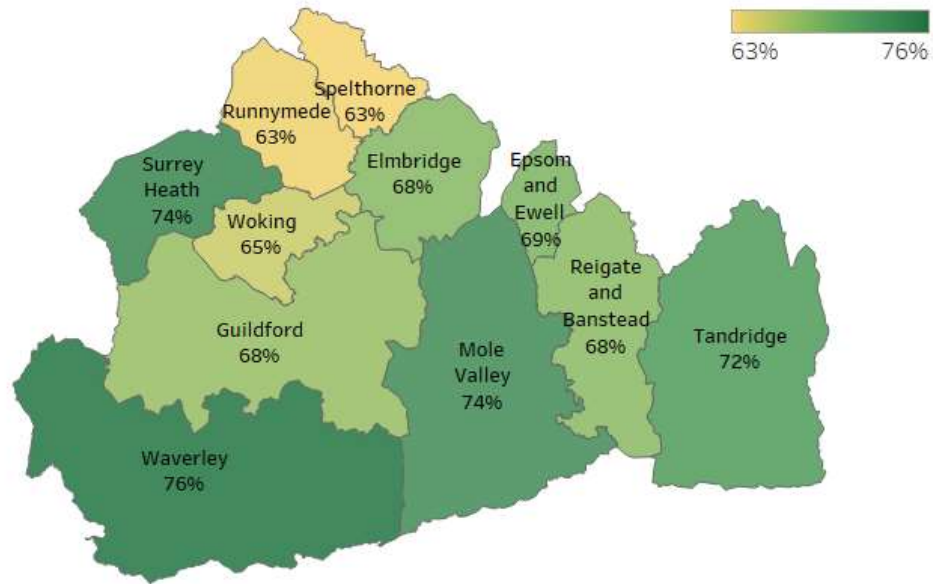 63% 76%
Spelthorne
63%
Runnymede
63%
Elmbridge
68%
Epsom
and
Ewell
69%
Surrey
Heath
74%
Woking
65%
Reigate
and
Banstead
68%
Guildford
68%
Mole
Valley
74%
Tandridge
72%
Waverley
76%